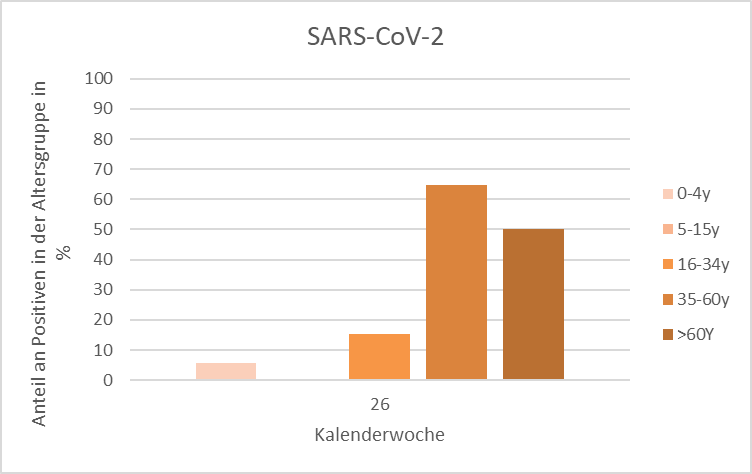 SARS-CoV-2
Anteil an Positiven in der Altersgruppe in
%
100
90
80
70
60
50
40
30
20
10
0
26
Kalenderwoche
0-4y
5-15y
16-34y
35-60y
>60Y